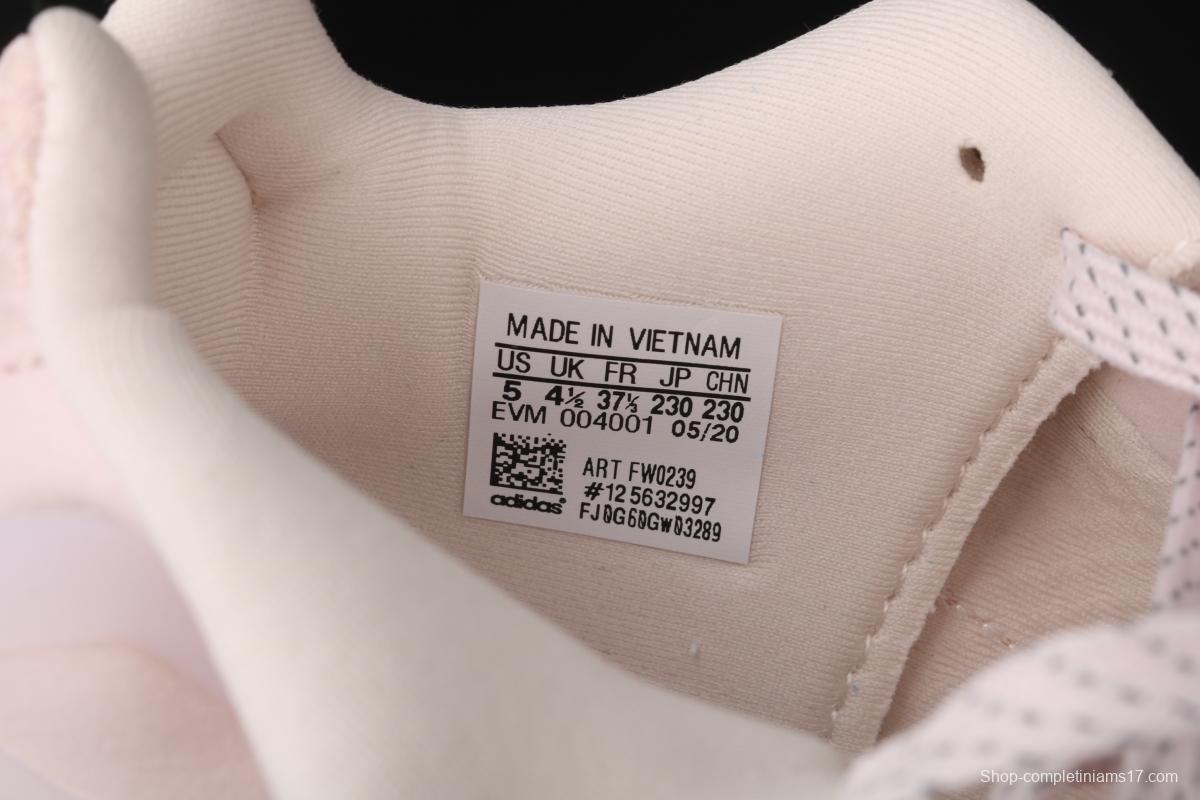 MADE IN VIETNAM
US UK FR JP CHN
5 4½ 37⅓ 230 230
EVM 004001 05/20
ART FW0239
#125632997
FJ0G60GW03289
adidas
Shop-completiniams17.com